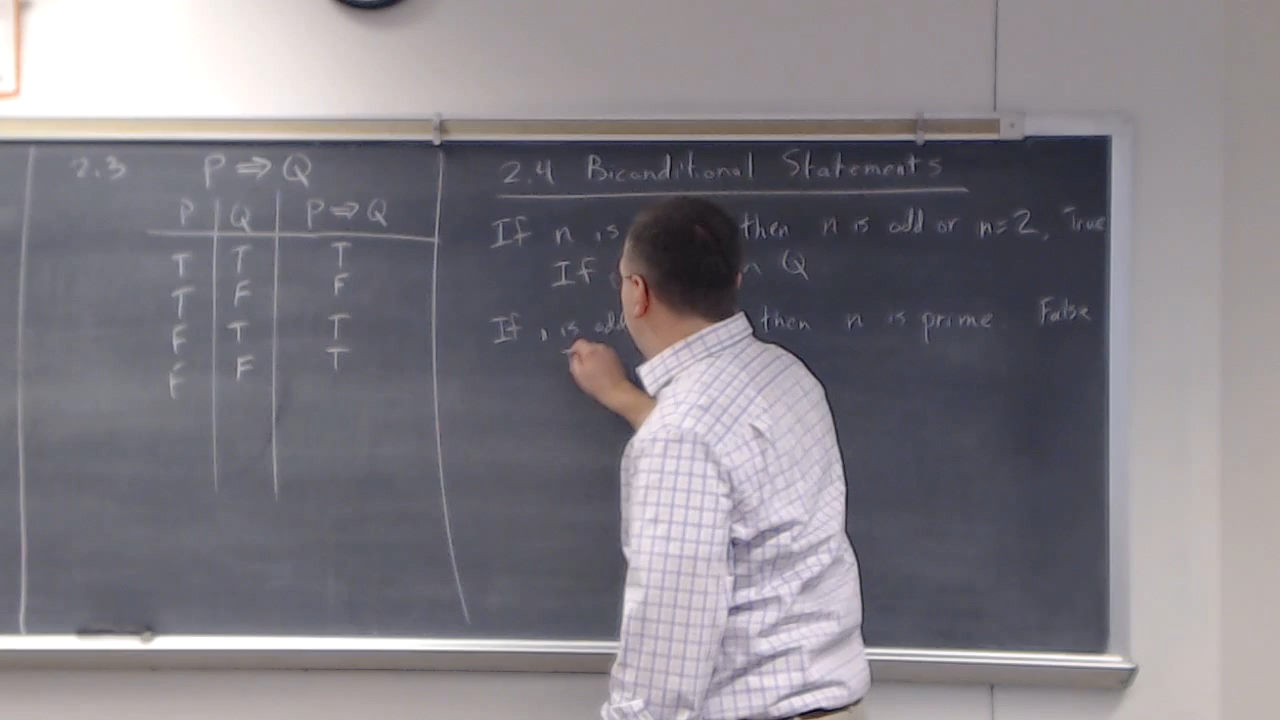 2.3 P ⇒ Q
P Q P ⇒ Q
T T T
T F F
F T T
F F T
2.4 Biconditional Statements
If n is then n is odd or n=2, True
If Q
If n is odd then n is prime. False